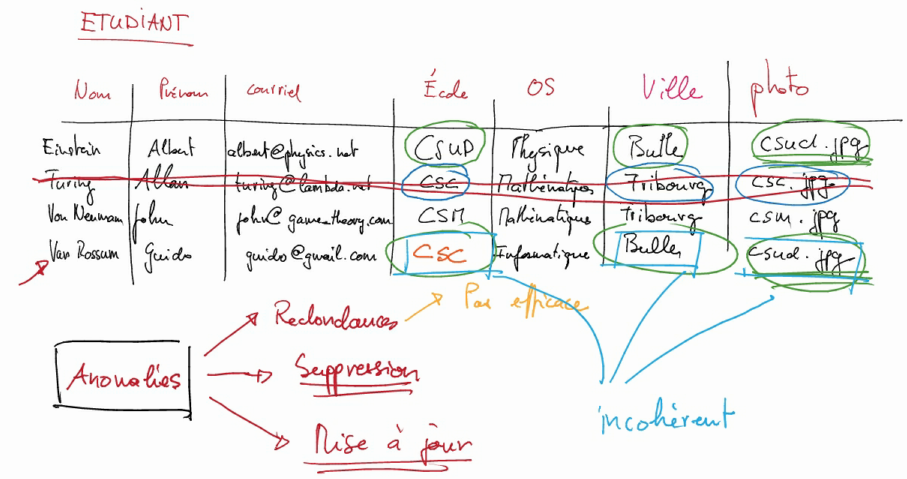 ETUDIANT
Nom Prénom courriel École OS Ville photo
Einstein Albert albert@physics.net CSUD Physique Bulle csud.jpg
Turing Allan turing@lambda.net CSC Mathématiques Fribourg csc.jpg
Von Neumann John john@game_theory.com CSM Mathématiques Fribourg csm.jpg
Van Rossum Guido guido@gmail.com CSC Informatique Bulle csud.jpg
Redondances Pas efficace
Anomalies Suppression
incohérent
Mise à jour